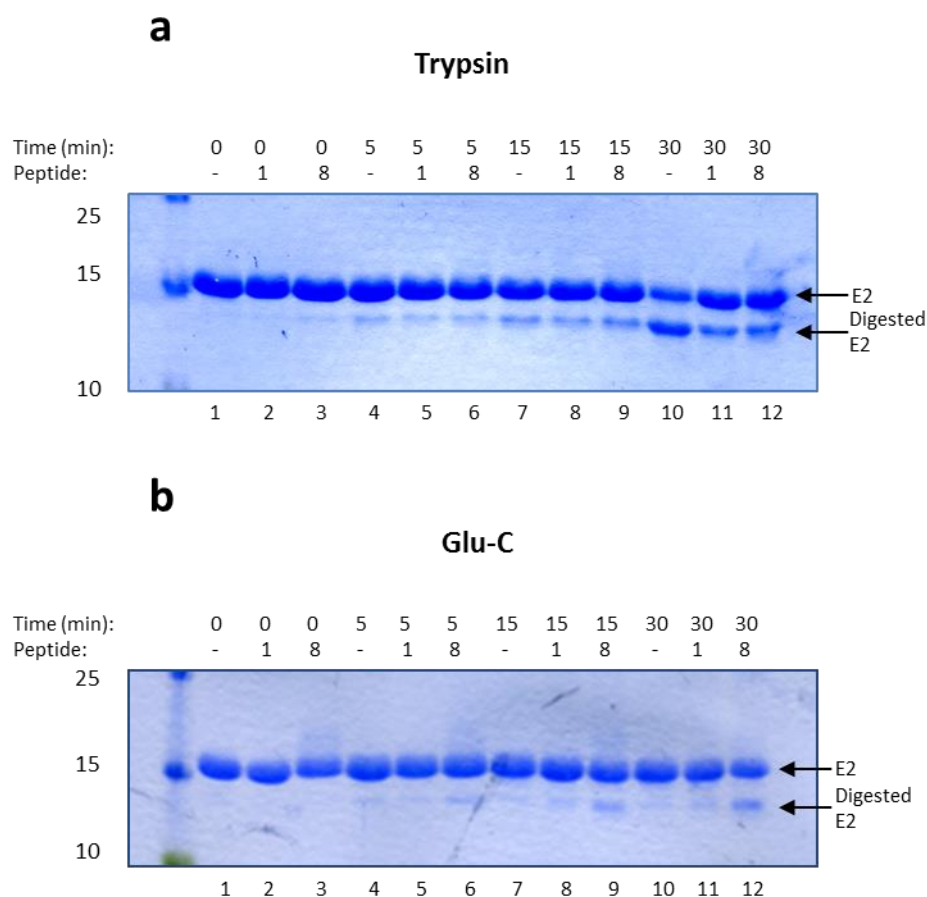 a
Trypsin
Time (min): 0 0 0 5 5 5 15 15 15 30 30 30
Peptide: - 1 8 - 1 8 - 1 8 - 1 8
25
15
E2
Digested
E2
10
1 2 3 4 5 6 7 8 9 10 11 12
b
Glu-C
Time (min): 0 0 0 5 5 5 15 15 15 30 30 30
Peptide: - 1 8 - 1 8 - 1 8 - 1 8
25
15
E2
Digested
E2
10
1 2 3 4 5 6 7 8 9 10 11 12